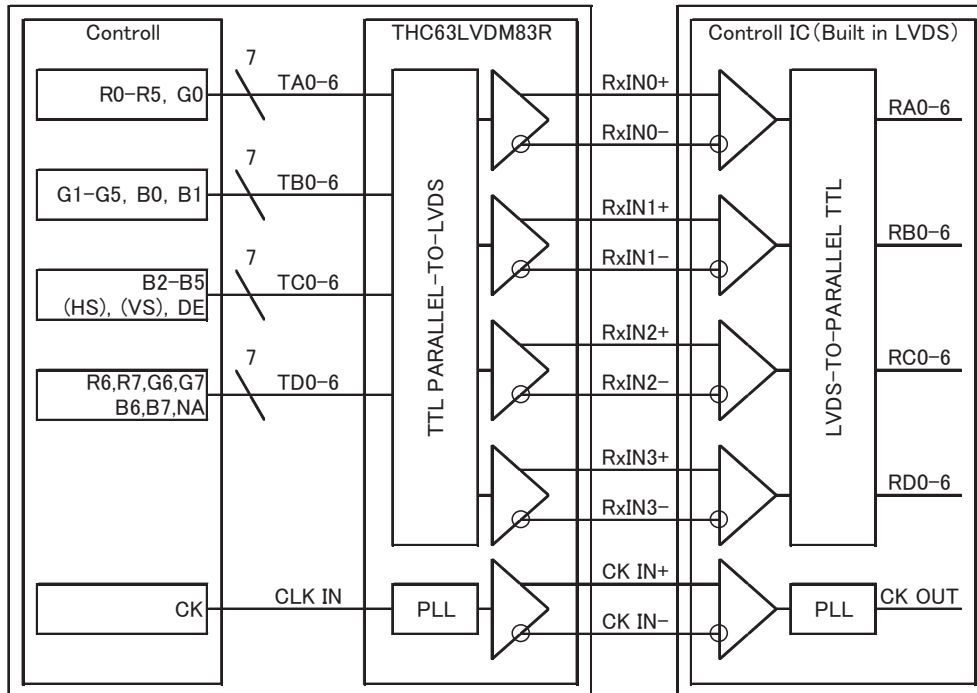 Controll
THC63LVDM83R
Controll IC(Built in LVDS)
R0-R5, G0
7
TA0-6
RxIN0+
RxIN0-
RA0-6
G1-G5, B0, B1
7
TB0-6
RxIN1+
RxIN1-
RB0-6
B2-B5
(HS), (VS), DE
7
TC0-6
RxIN2+
RxIN2-
RC0-6
R6,R7,G6,G7
B6,B7,NA
7
TD0-6
RxIN3+
RxIN3-
RD0-6
TTL PARALLEL-TO-LVDS
LVDS-TO-PARALLEL TTL
CK
CLK IN
PLL
CK IN+
CK IN-
PLL
CK OUT